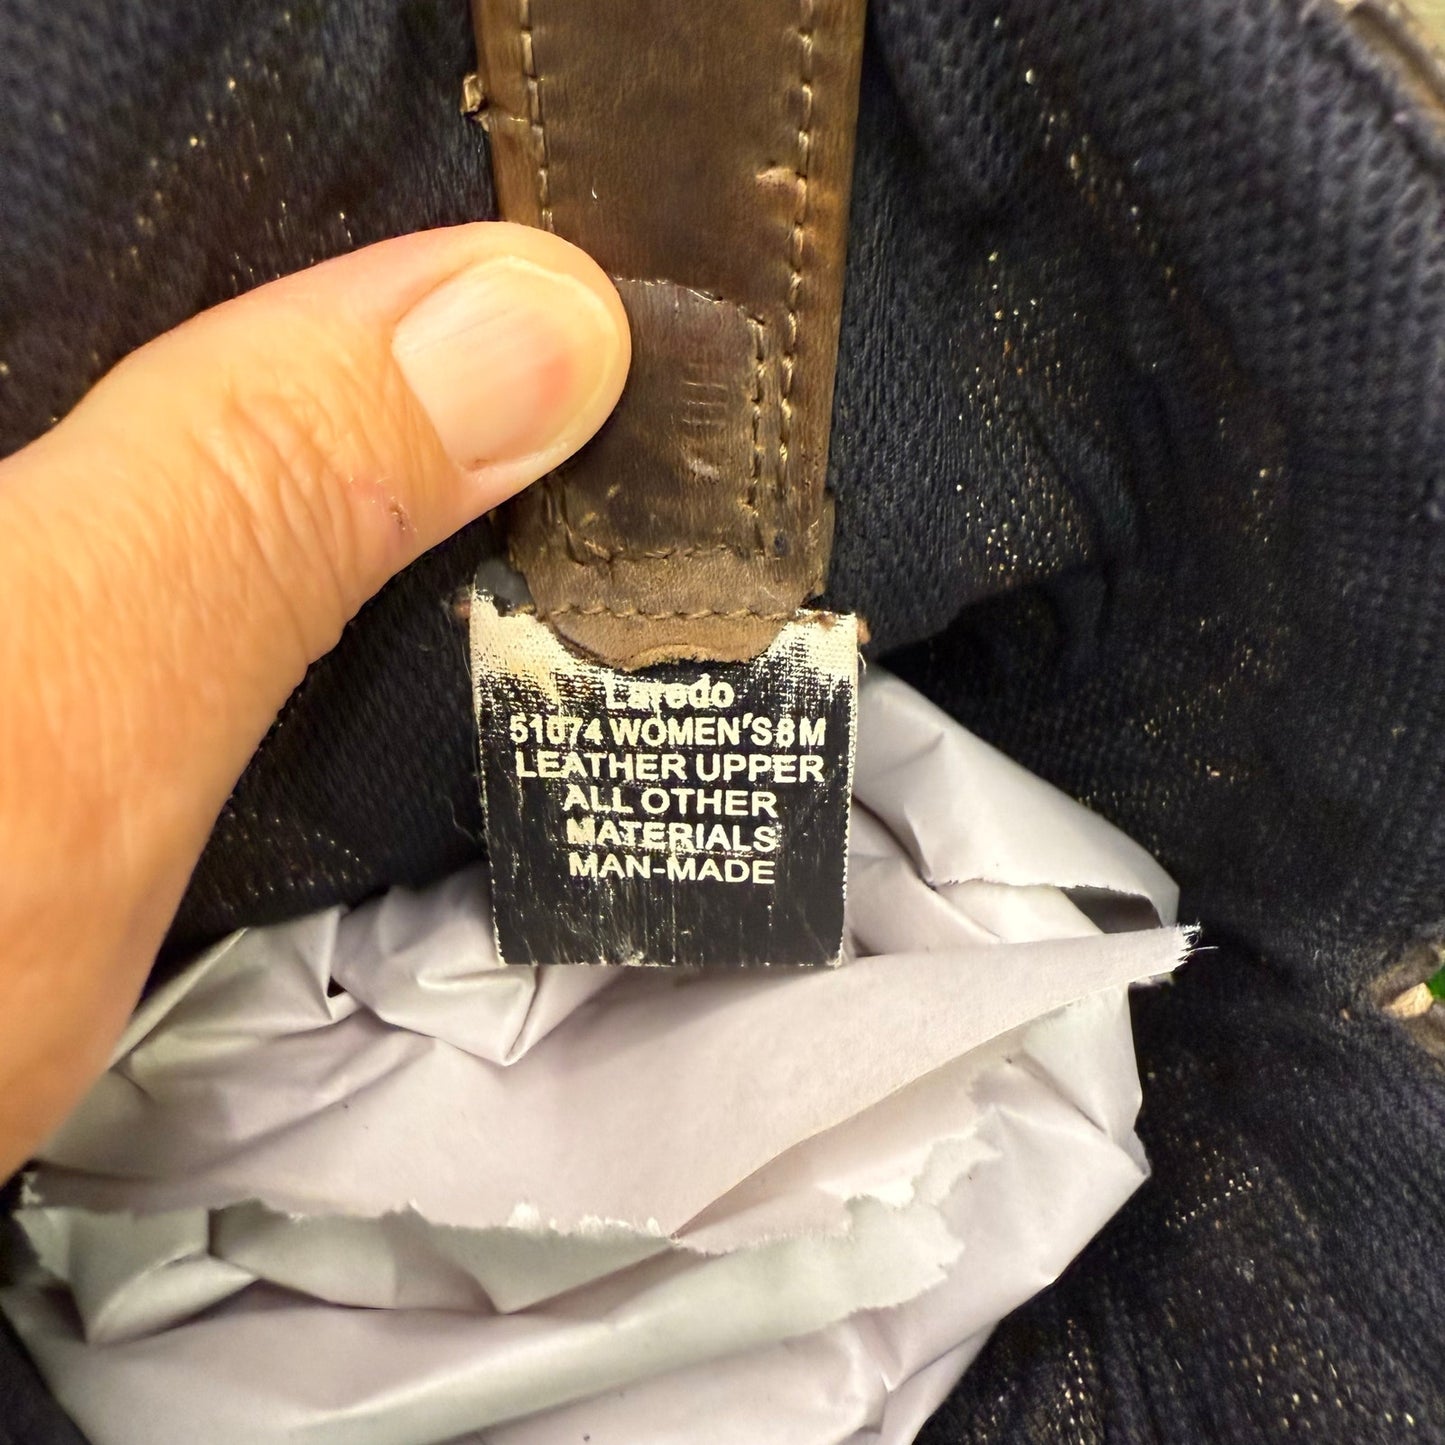 Laredo
51074 WOMEN'S 8 M
LEATHER UPPER
ALL OTHER
MATERIALS
MAN-MADE